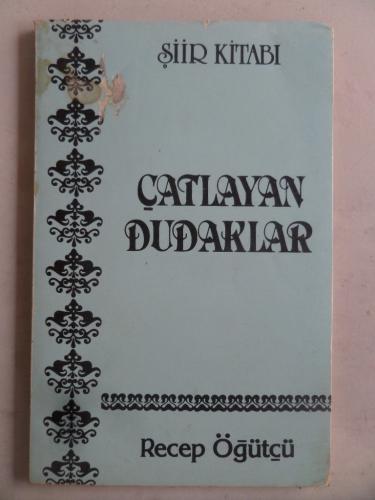 ŞİİR KİTABI
ÇATLAYAN
DUDAKLAR
Recep Öğütçü